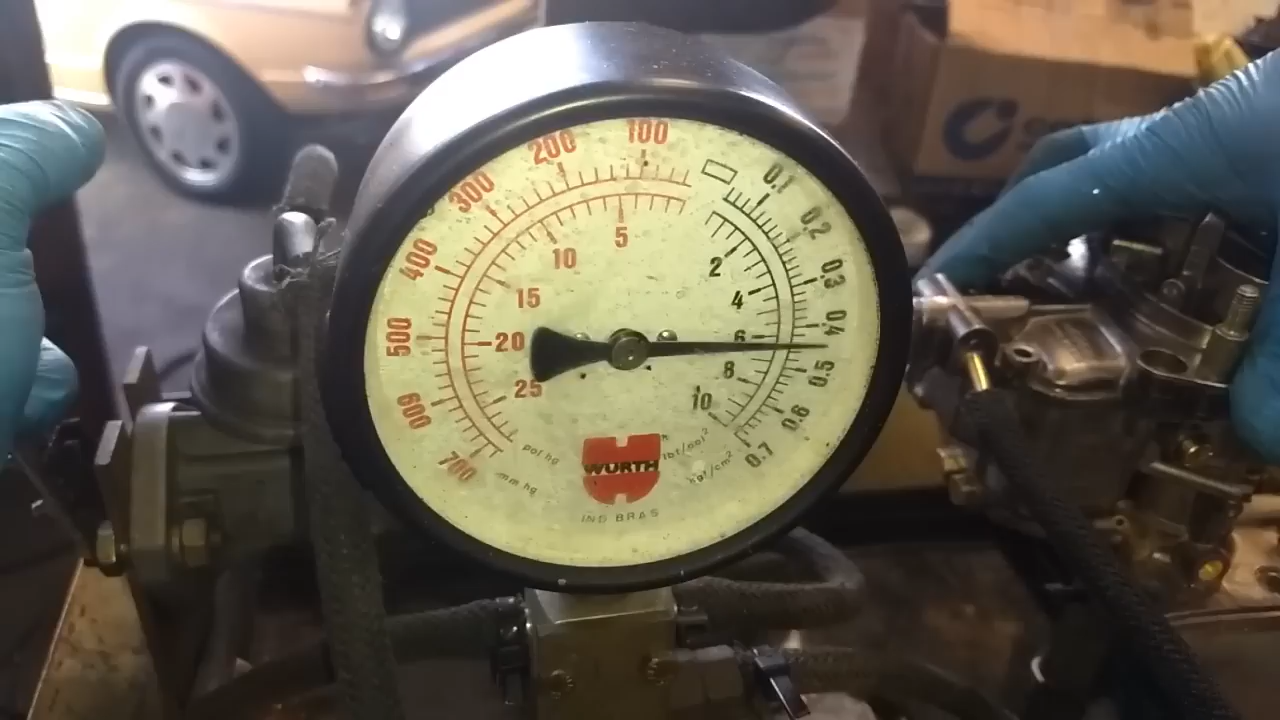 200 100
300 0.1
400 0.2
5
10 2 0.3
15 4 0.4
500 20 6
25 8 0.5
600 10 0.6
700 0.7
pol hg lbf/pol²
mm hg kgf/cm²
WÜRTH
IND BRAS